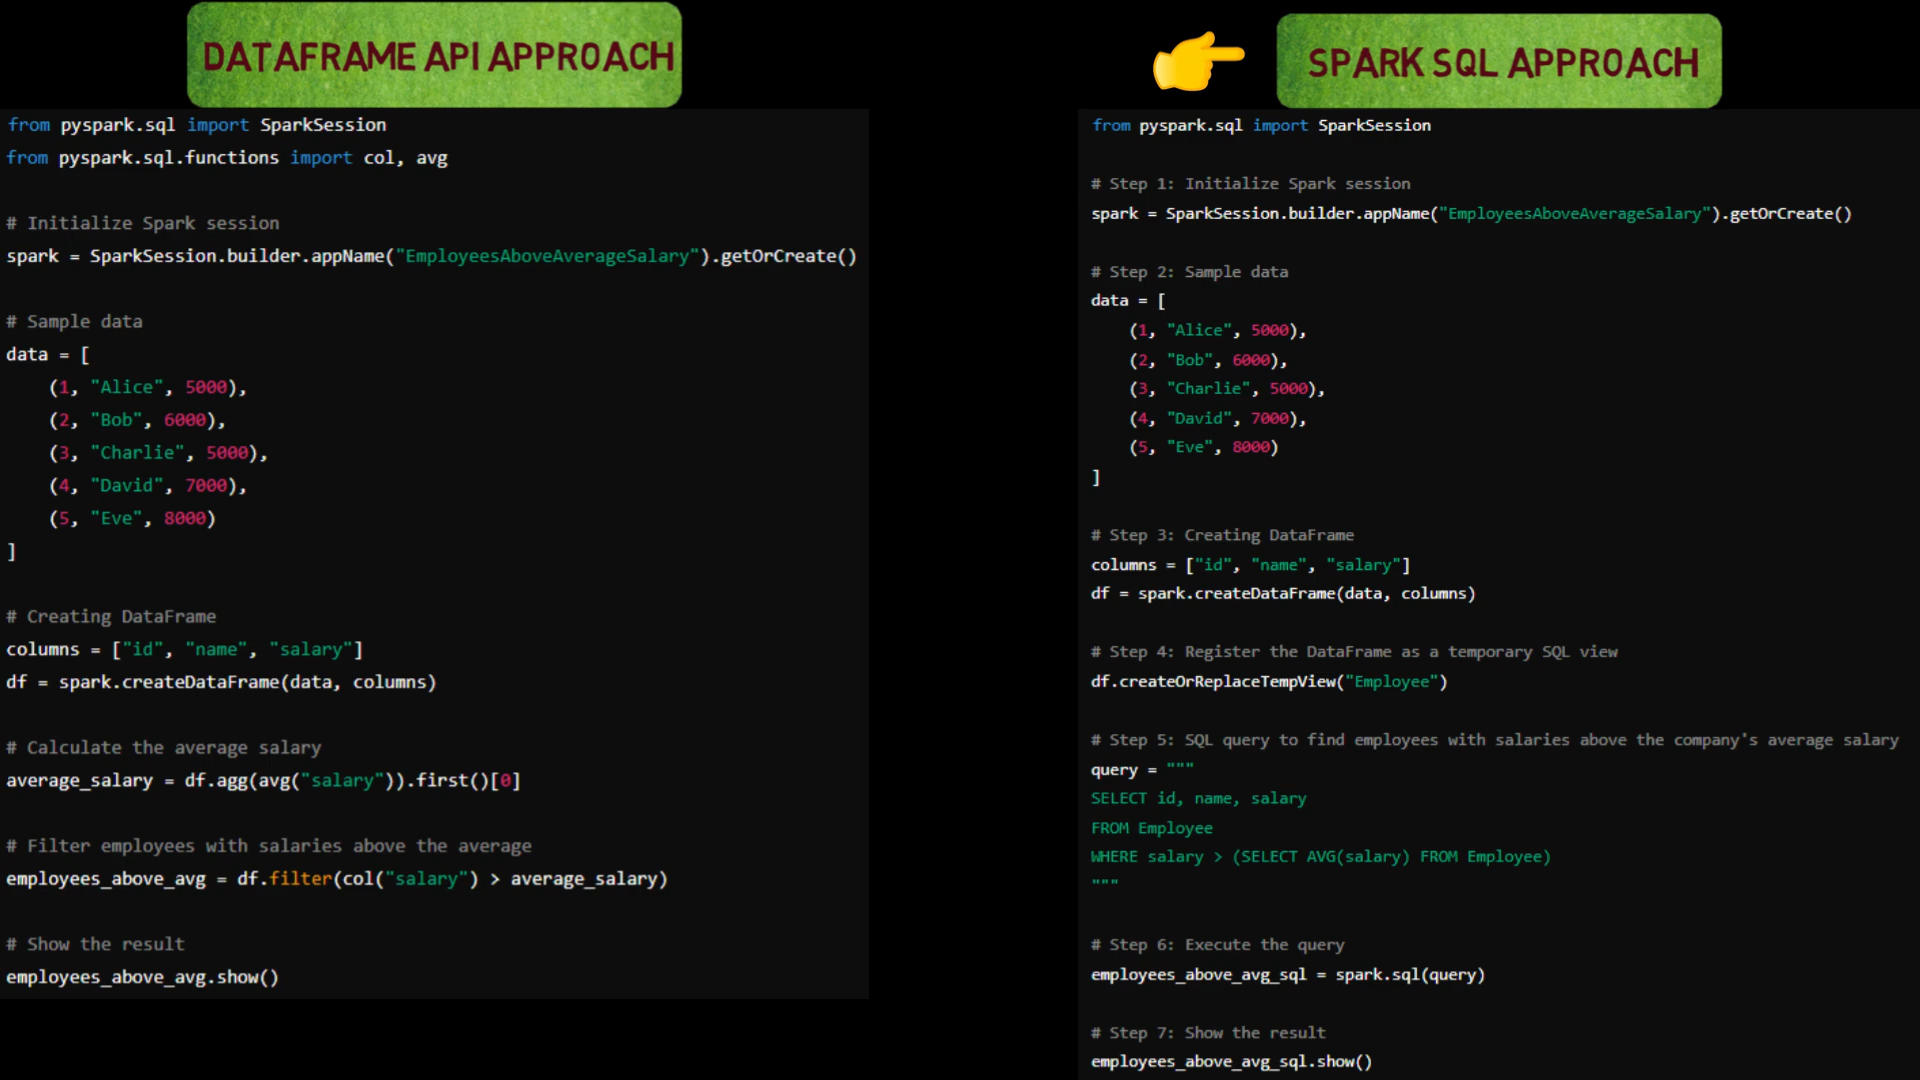 DATAFRAME API APPROACH
from pyspark.sql import SparkSession
from pyspark.sql.functions import col, avg
# Initialize Spark session
spark = SparkSession.builder.appName("EmployeesAboveAverageSalary").getOrCreate()
# Sample data
data = [
(1, "Alice", 5000),
(2, "Bob", 6000),
(3, "Charlie", 5000),
(4, "David", 7000),
(5, "Eve", 8000)
]
# Creating DataFrame
columns = ["id", "name", "salary"]
df = spark.createDataFrame(data, columns)
# Calculate the average salary
average_salary = df.agg(avg("salary")).first()[0]
# Filter employees with salaries above the average
employees_above_avg = df.filter(col("salary") > average_salary)
# Show the result
employees_above_avg.show()
SPARK SQL APPROACH
from pyspark.sql import SparkSession
# Step 1: Initialize Spark session
spark = SparkSession.builder.appName("EmployeesAboveAverageSalary").getOrCreate()
# Step 2: Sample data
data = [
(1, "Alice", 5000),
(2, "Bob", 6000),
(3, "Charlie", 5000),
(4, "David", 7000),
(5, "Eve", 8000)
]
# Step 3: Creating DataFrame
columns = ["id", "name", "salary"]
df = spark.createDataFrame(data, columns)
# Step 4: Register the DataFrame as a temporary SQL view
df.createOrReplaceTempView("Employee")
# Step 5: SQL query to find employees with salaries above the company's average salary
query = """
SELECT id, name, salary
FROM Employee
WHERE salary > (SELECT AVG(salary) FROM Employee)
"""
# Step 6: Execute the query
employees_above_avg_sql = spark.sql(query)
# Step 7: Show the result
employees_above_avg_sql.show()